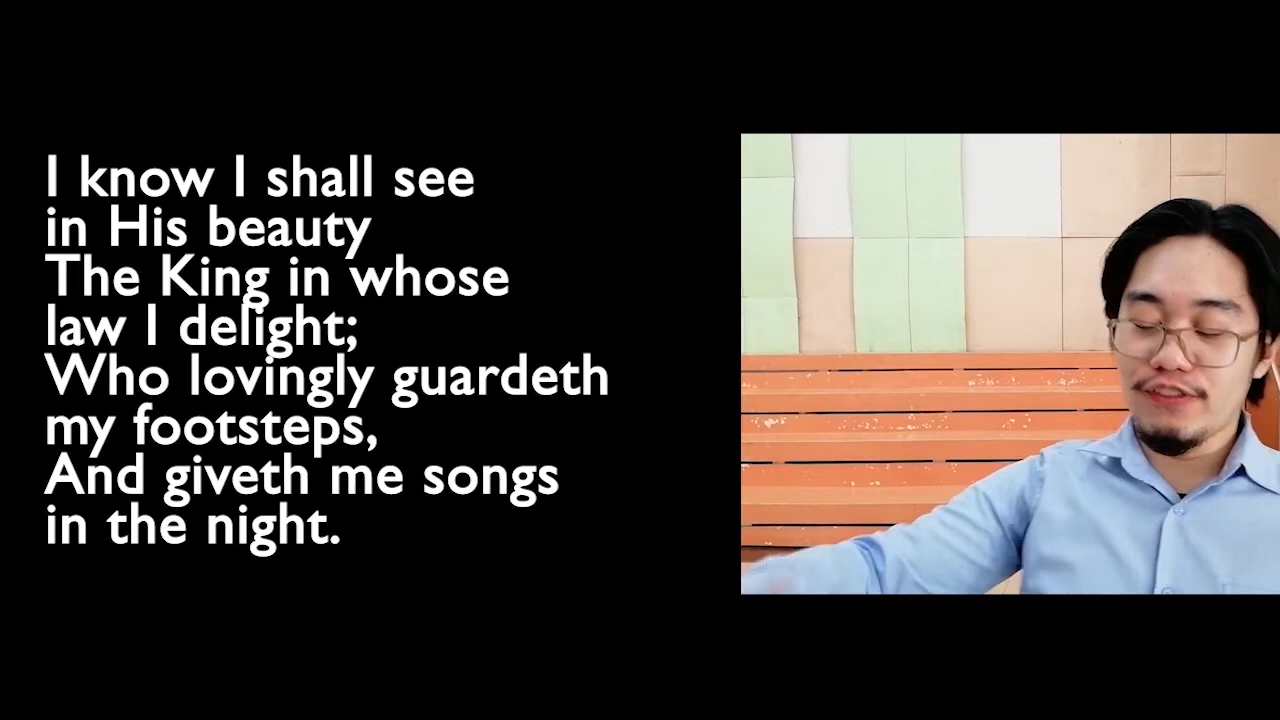 I know I shall see
in His beauty
The King in whose
law I delight;
Who lovingly guardeth
my footsteps,
And giveth me songs
in the night.